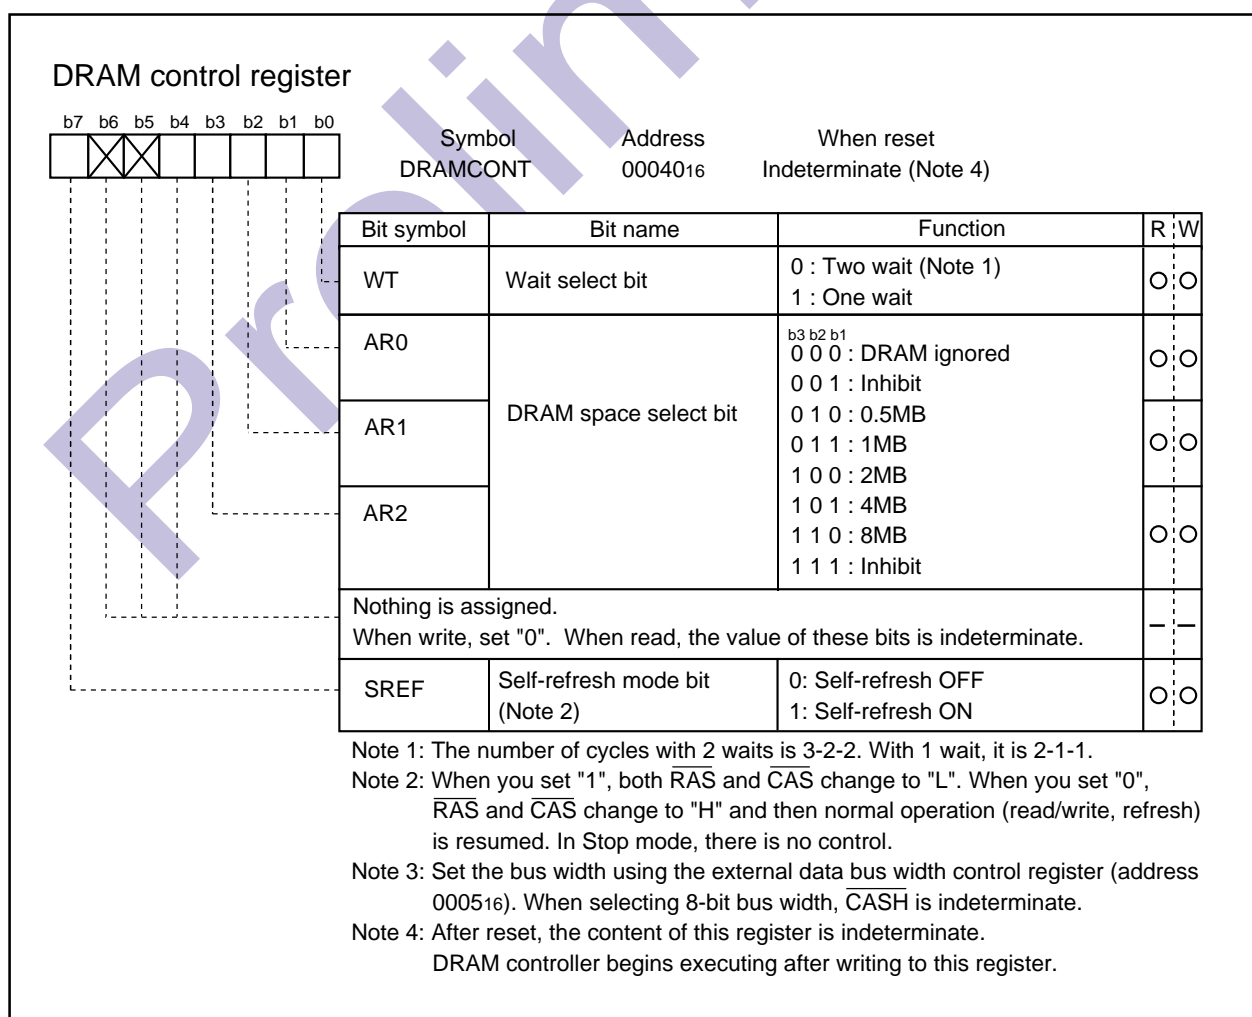 DRAM control register
b7 b6 b5 b4 b3 b2 b1 b0
Symbol Address When reset
DRAMCONT 0004016 Indeterminate (Note 4)
Bit symbol Bit name Function R W
WT Wait select bit 0 : Two wait (Note 1)
1 : One wait
AR0
AR1
AR2
DRAM space select bit
b3 b2 b1
0 0 0 : DRAM ignored
0 0 1 : Inhibit
0 1 0 : 0.5MB
0 1 1 : 1MB
1 0 0 : 2MB
1 0 1 : 4MB
1 1 0 : 8MB
1 1 1 : Inhibit
Nothing is assigned.
When write, set "0". When read, the value of these bits is indeterminate.
SREF Self-refresh mode bit (Note 2)
0: Self-refresh OFF
1: Self-refresh ON
Note 1: The number of cycles with 2 waits is 3-2-2. With 1 wait, it is 2-1-1.
Note 2: When you set "1", both RAS and CAS change to "L". When you set "0",
RAS and CAS change to "H" and then normal operation (read/write, refresh)
is resumed. In Stop mode, there is no control.
Note 3: Set the bus width using the external data bus width control register (address
000516). When selecting 8-bit bus width, CASH is indeterminate.
Note 4: After reset, the content of this register is indeterminate.
DRAM controller begins executing after writing to this register.
Prelim